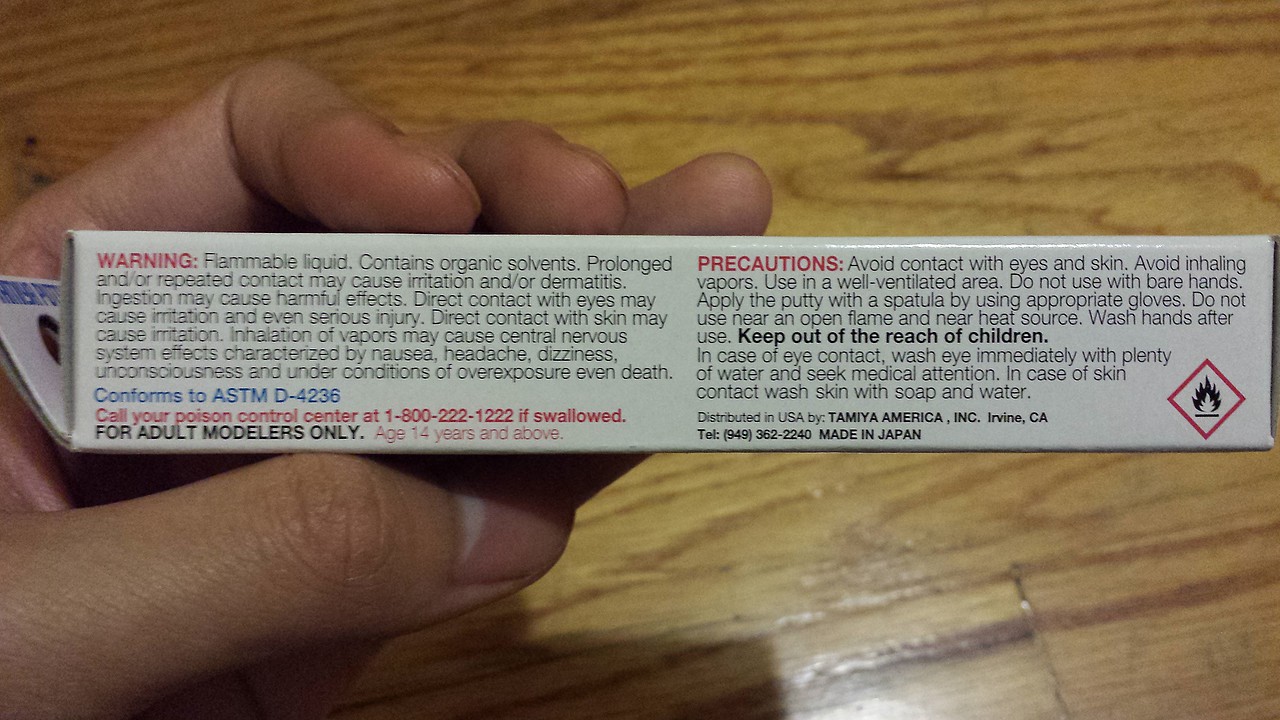 WARNING: Flammable liquid. Contains organic solvents. Prolonged
and/or repeated contact may cause irritation and/or dermatitis.
Ingestion may cause harmful effects. Direct contact with eyes may
cause irritation and even serious injury. Direct contact with skin may
cause irritation. Inhalation of vapors may cause central nervous
system effects characterized by nausea, headache, dizziness,
unconsciousness and under conditions of overexposure even death.
Conforms to ASTM D-4236
Call your poison control center at 1-800-222-1222 if swallowed.
FOR ADULT MODELERS ONLY. Age 14 years and above.
PRECAUTIONS: Avoid contact with eyes and skin. Avoid inhaling
vapors. Use in a well-ventilated area. Do not use with bare hands.
Apply the putty with a spatula by using appropriate gloves. Do not
use near an open flame and near heat source. Wash hands after
use. Keep out of the reach of children.
In case of eye contact, wash eye immediately with plenty
of water and seek medical attention. In case of skin
contact wash skin with soap and water.
Distributed in USA by: TAMIYA AMERICA , INC. Irvine, CA
Tel: (949) 362-2240 MADE IN JAPAN